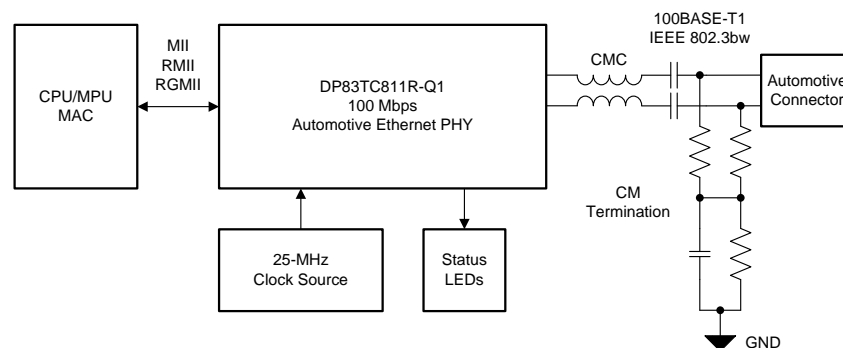 100BASE-T1
IEEE 802.3bw
MII
RMII
RGMII
CMC
CPU/MPU
MAC
DP83TC811R-Q1
100 Mbps
Automotive Ethernet PHY
Automotive
Connector
CM
Termination
25-MHz
Clock Source
Status
LEDs
GND